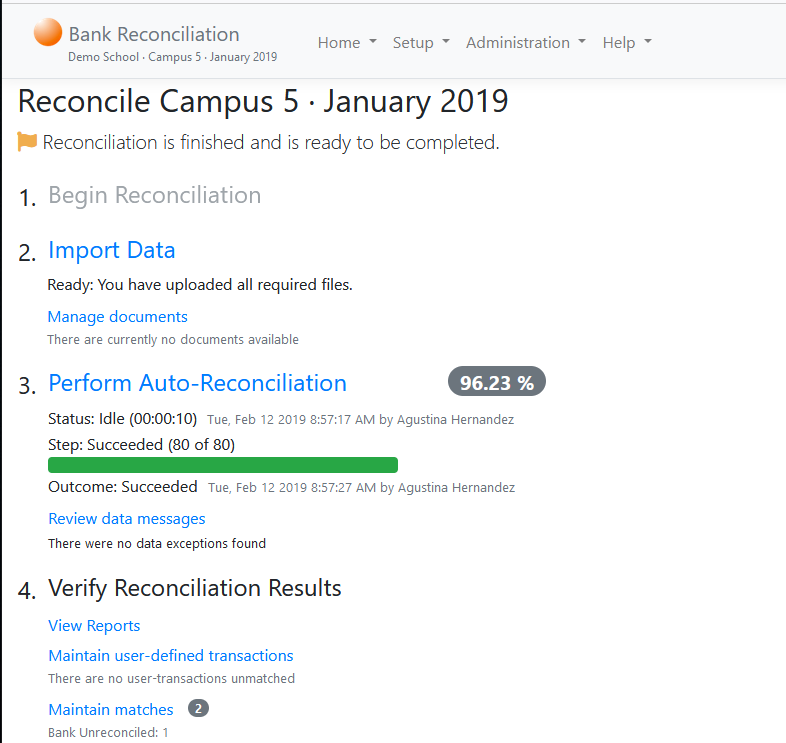 Bank Reconciliation
Demo School · Campus 5 · January 2019
Home Setup Administration Help
Reconcile Campus 5 · January 2019
Reconciliation is finished and is ready to be completed.
1. Begin Reconciliation
2. Import Data
Ready: You have uploaded all required files.
Manage documents
There are currently no documents available
3. Perform Auto-Reconciliation 96.23 %
Status: Idle (00:00:10) Tue, Feb 12 2019 8:57:17 AM by Agustina Hernandez
Step: Succeeded (80 of 80)
Outcome: Succeeded Tue, Feb 12 2019 8:57:27 AM by Agustina Hernandez
Review data messages
There were no data exceptions found
4. Verify Reconciliation Results
View Reports
Maintain user-defined transactions
There are no user-transactions unmatched
Maintain matches 2
Bank Unreconciled: 1